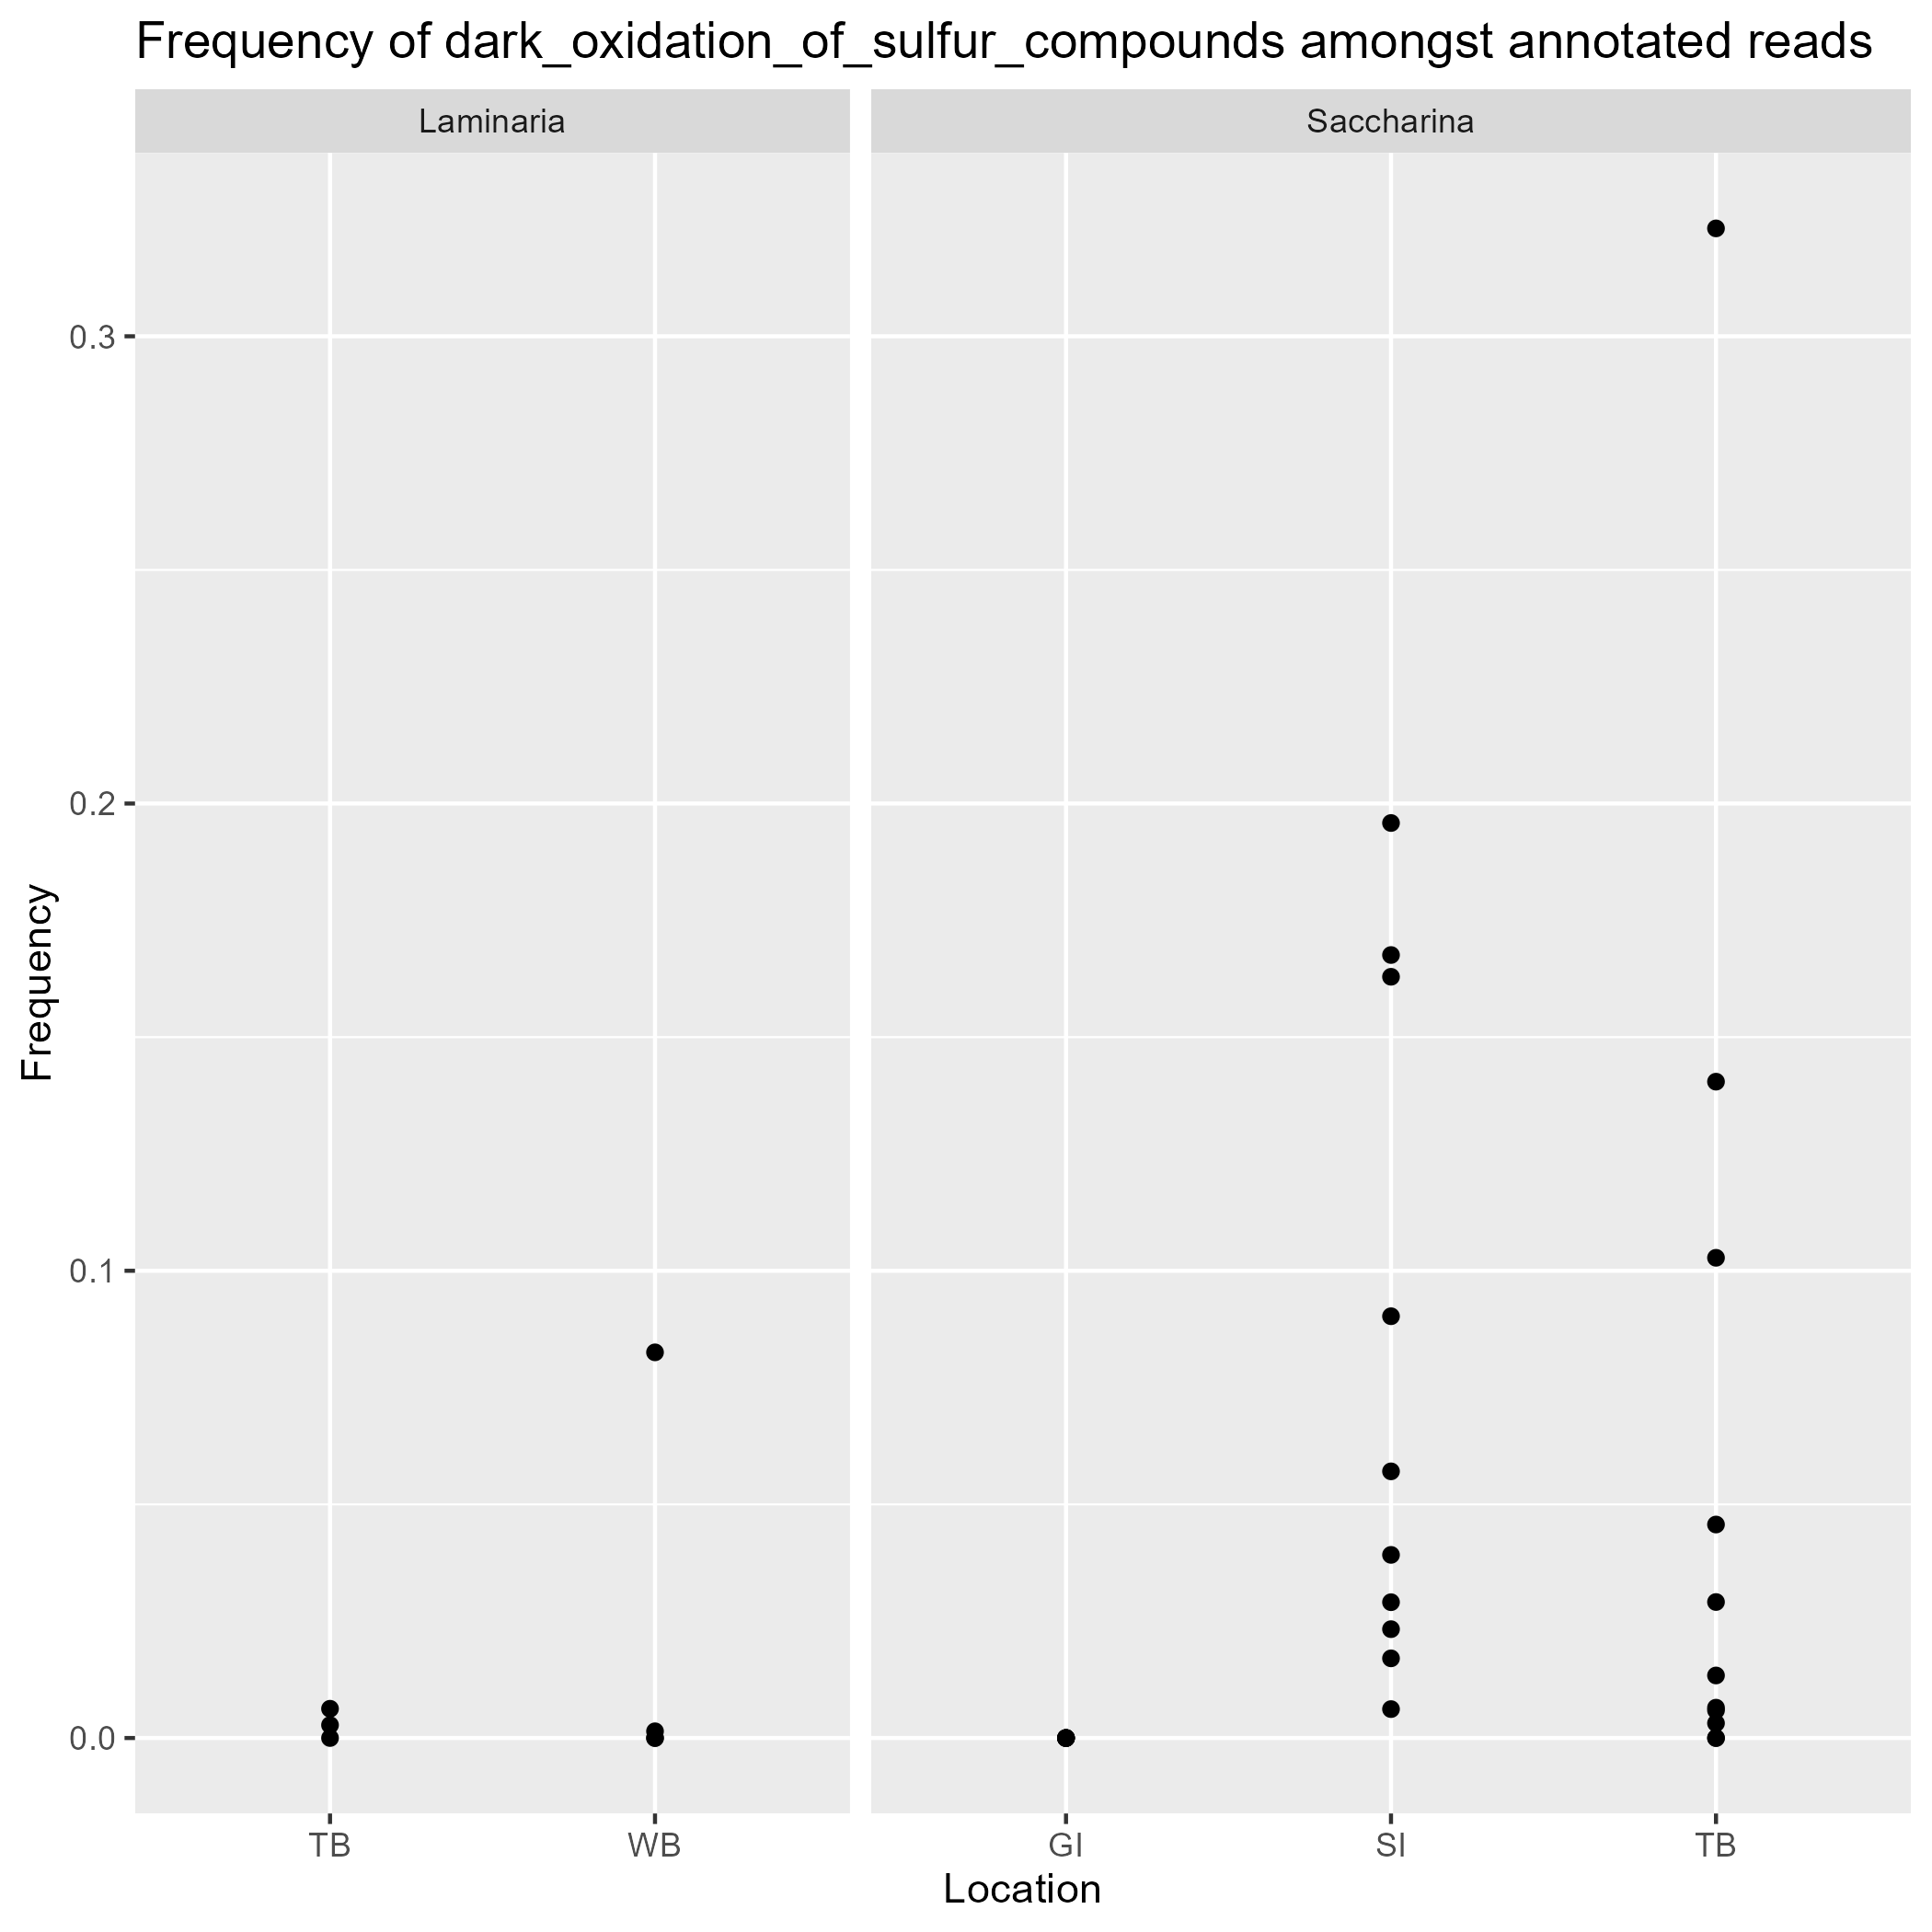 Frequency of dark_oxidation_of_sulfur_compounds amongst annotated reads
Laminaria
Saccharina
Frequency
0.3
0.2
0.1
0.0
TB
WB
GI
SI
TB
Location